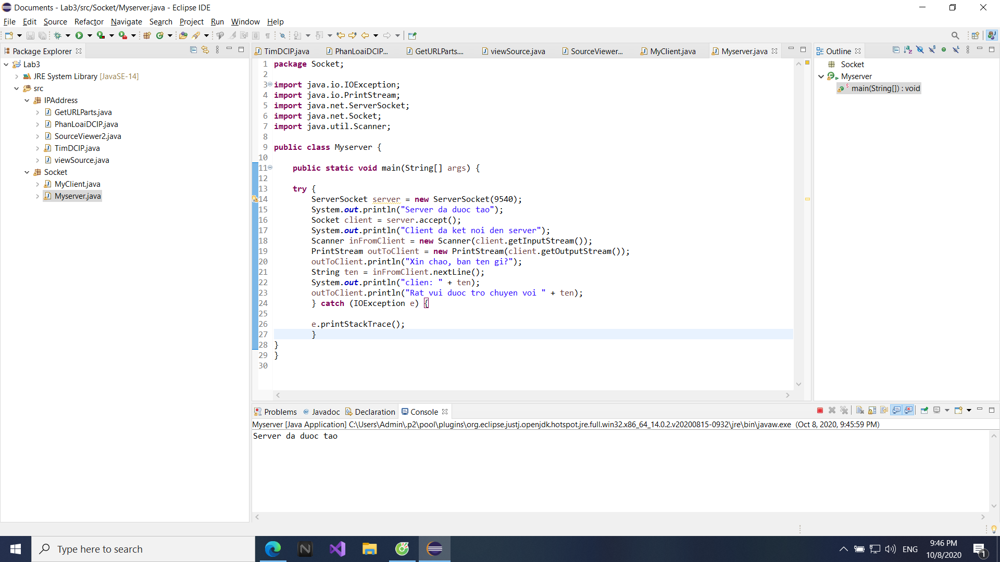 Documents - Lab3/src/Socket/Myserver.java - Eclipse IDE
File Edit Source Refactor Navigate Search Project Run Window Help
Package Explorer
Lab3
JRE System Library [JavaSE-14]
src
IPAddress
GetURLParts.java
PhanLoaiDCIP.java
SourceViewer2.java
TimDCIP.java
viewSource.java
Socket
MyClient.java
Myserver.java
TimDCIP.java PhanLoaiDCIP... GetURLParts.... viewSource.java SourceViewer... MyClient.java Myserver.java
1 package Socket;
2
3 import java.io.IOException;
4 import java.io.PrintStream;
5 import java.net.ServerSocket;
6 import java.net.Socket;
7 import java.util.Scanner;
8
9 public class Myserver {
10
11 public static void main(String[] args) {
12
13 try {
14 ServerSocket server = new ServerSocket(9540);
15 System.out.println("Server da duoc tao");
16 Socket client = server.accept();
17 System.out.println("Client da ket noi den server");
18 Scanner inFromClient = new Scanner(client.getInputStream());
19 PrintStream outToClient = new PrintStream(client.getOutputStream());
20 outToClient.println("Xin chao, ban ten gi?");
21 String ten = inFromClient.nextLine();
22 System.out.println("clien: " + ten);
23 outToClient.println("Rat vui duoc tro chuyen voi " + ten);
24 } catch (IOException e) {
25
26 e.printStackTrace();
27 }
28 }
29 }
30
Outline
Socket
Myserver
main(String[]) : void
Problems @ Javadoc Declaration Console
Myserver [Java Application] C:\Users\Admin\.p2\pool\plugins\org.eclipse.justj.openjdk.hotspot.jre.full.win32.x86_64_14.0.2.v20200815-0932\jre\bin\javaw.exe (Oct 8, 2020, 9:45:59 PM)
Server da duoc tao
Type here to search
ENG
9:46 PM
10/8/2020
1